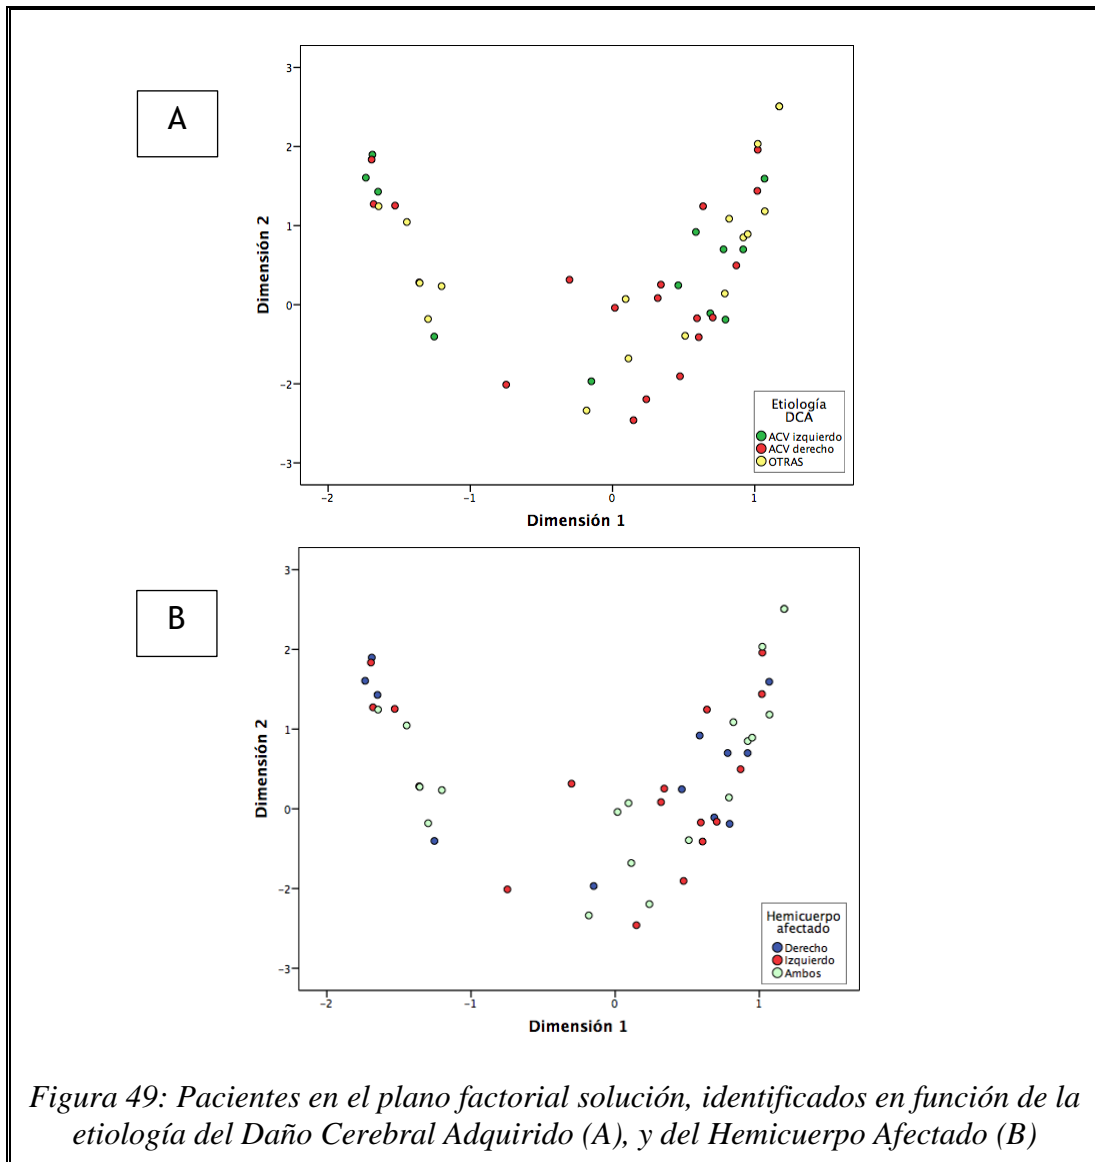 A
3
2
1
0
-2
-3
Dimensión 2
-2
-1
0
1
Dimensión 1
Etiología
DCA
ACV izquierdo
ACV derecho
OTRAS
B
3
2
1
0
-2
-3
Dimensión 2
-2
-1
0
1
Dimensión 1
Hemicuerpo
afectado
Derecho
Izquierdo
Ambos
Figura 49: Pacientes en el plano factorial solución, identificados en función de la
etiología del Daño Cerebral Adquirido (A), y del Hemicuerpo Afectado (B)